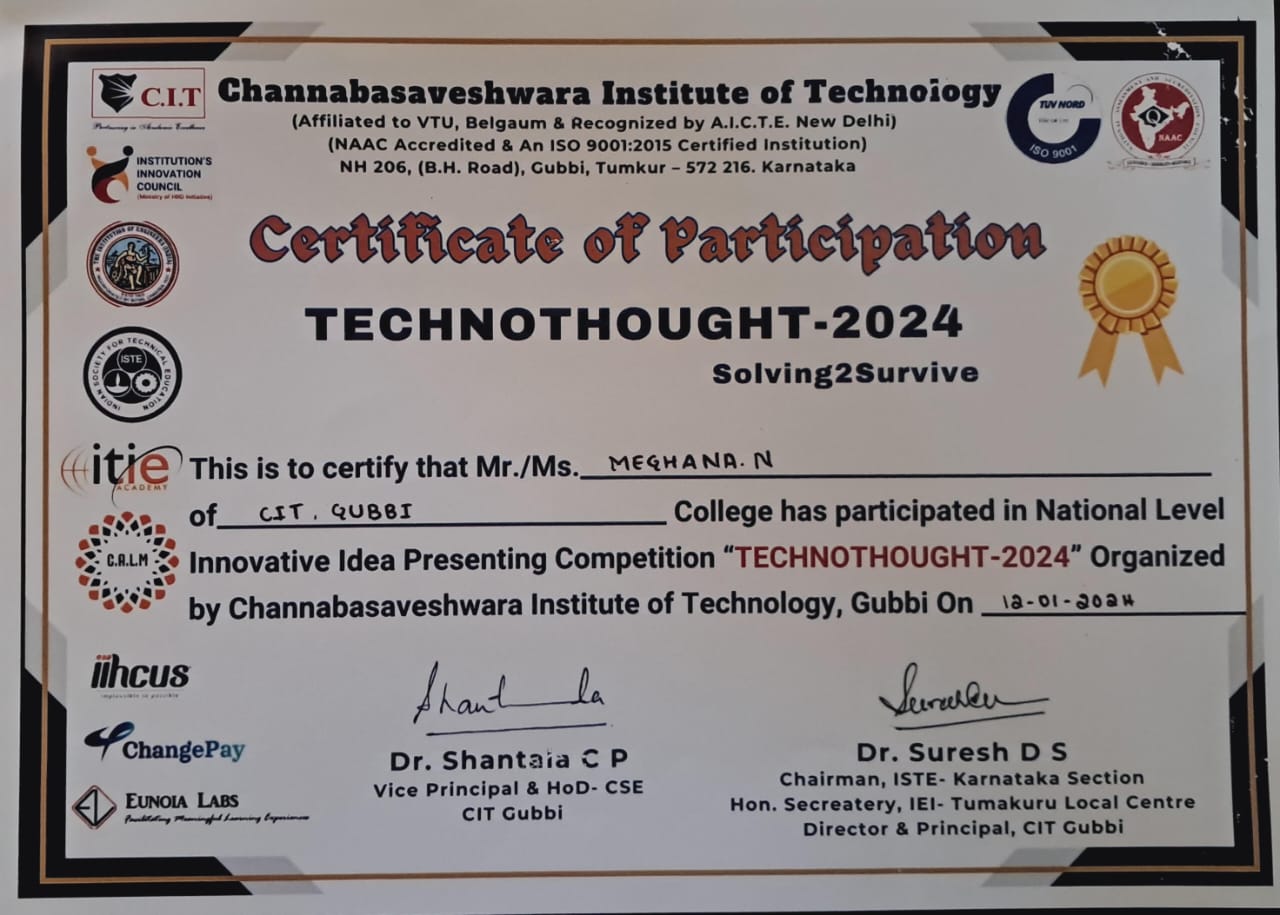 C.I.T
Partnering in Academic Excellence
Channabasaveshwara Institute of Technology
(Affiliated to VTU, Belgaum & Recognized by A.I.C.T.E. New Delhi)
(NAAC Accredited & An ISO 9001:2015 Certified Institution)
NH 206, (B.H. Road), Gubbi, Tumkur – 572 216. Karnataka
TUV NORD
ISO 9001
NAAC
INSTITUTION'S
INNOVATION
COUNCIL
(Ministry of HRD Initiative)
Certificate of Participation
TECHNOTHOUGHT-2024
Solving2Survive
THE INSTITUTION OF ENGINEERS (INDIA)
INDIAN SOCIETY FOR TECHNICAL EDUCATION
ISTE
itie
ACADEMY
This is to certify that Mr./Ms. MEGHANA. N
of CIT, GUBBI College has participated in National Level
C.A.L.M
Innovative Idea Presenting Competition “TECHNOTHOUGHT-2024” Organized
by Channabasaveshwara Institute of Technology, Gubbi On 12-01-2024
iihcus
impossible is possible
ChangePay
EUNOIA LABS
Facilitating Meaningful Learning Experiences
Dr. Shantala C P
Vice Principal & HoD- CSE
CIT Gubbi
Dr. Suresh D S
Chairman, ISTE- Karnataka Section
Hon. Secreatery, IEI- Tumakuru Local Centre
Director & Principal, CIT Gubbi